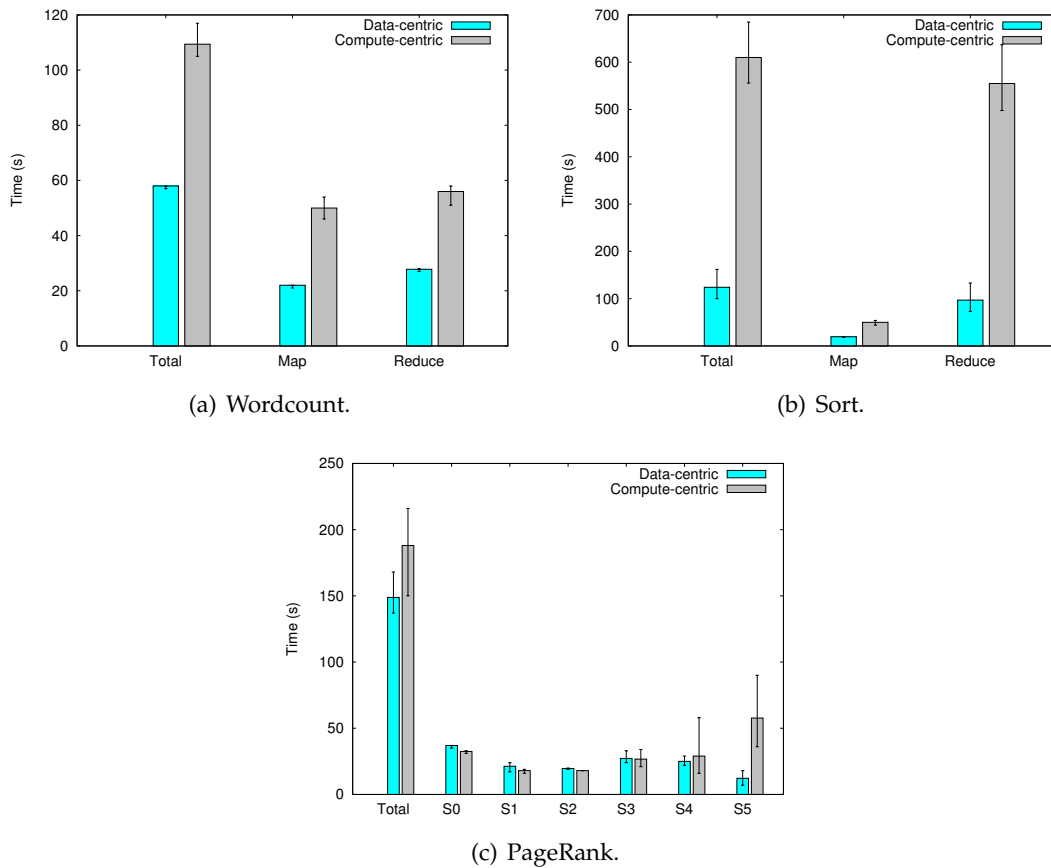 120
100
80
60
40
20
0
Time (s)
Data-centric
Compute-centric
Total Map Reduce
(a) Wordcount.
700
600
500
400
300
200
100
0
Time (s)
Data-centric
Compute-centric
Total Map Reduce
(b) Sort.
250
200
150
100
50
0
Time (s)
Data-centric
Compute-centric
Total S0 S1 S2 S3 S4 S5
(c) PageRank.